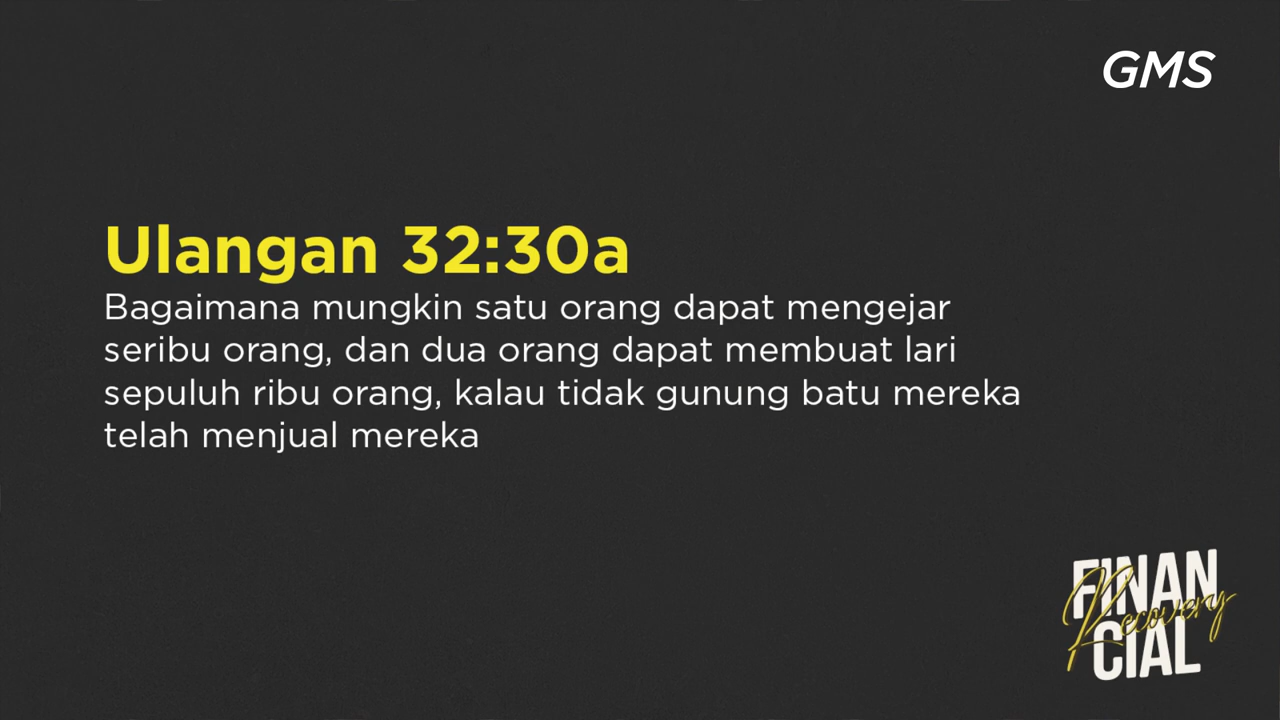 GMS
Ulangan 32:30a
Bagaimana mungkin satu orang dapat mengejar
seribu orang, dan dua orang dapat membuat lari
sepuluh ribu orang, kalau tidak gunung batu mereka
telah menjual mereka
FINAN
Recovery
CIAL